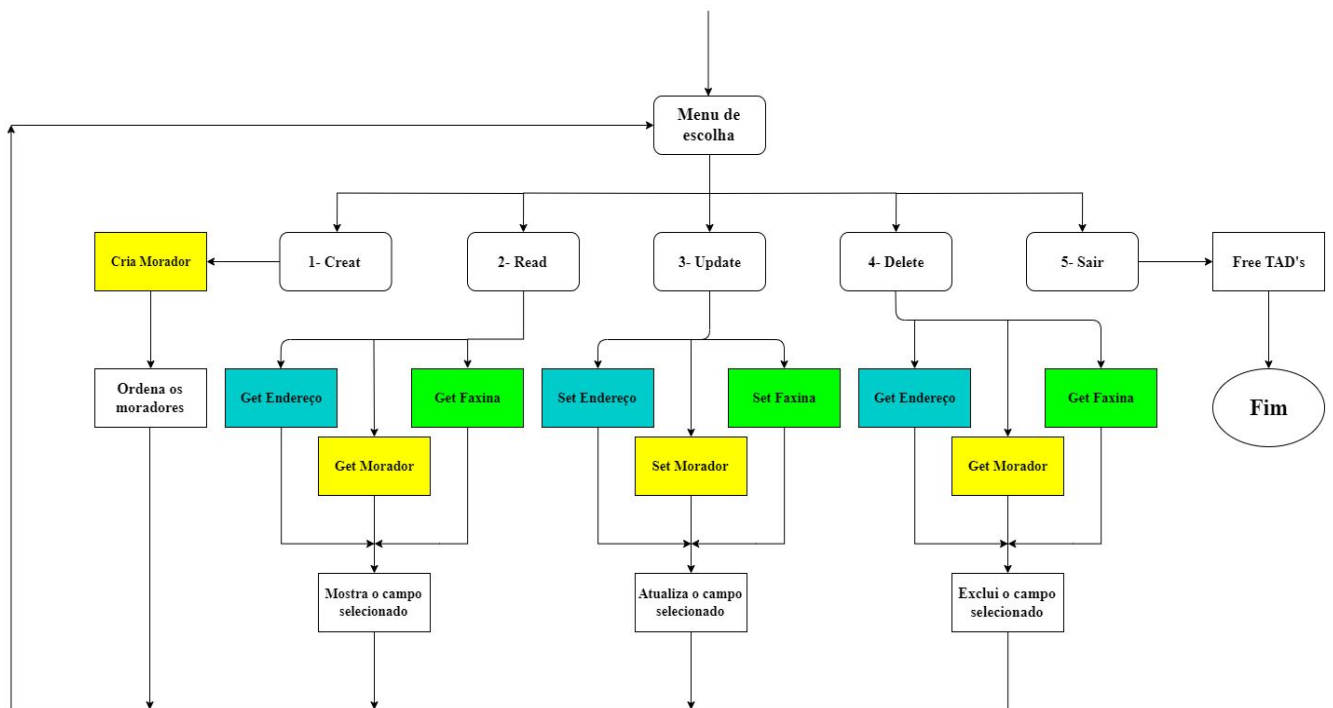 Menu de
escolha
Cria Morador
1- Creat
2- Read
3- Update
4- Delete
5- Sair
Free TAD's
Ordena os
moradores
Get Endereço
Get Faxina
Set Endereço
Set Faxina
Get Endereço
Get Faxina
Fim
Get Morador
Set Morador
Get Morador
Mostra o campo
selecionado
Atualiza o campo
selecionado
Exclui o campo
selecionado